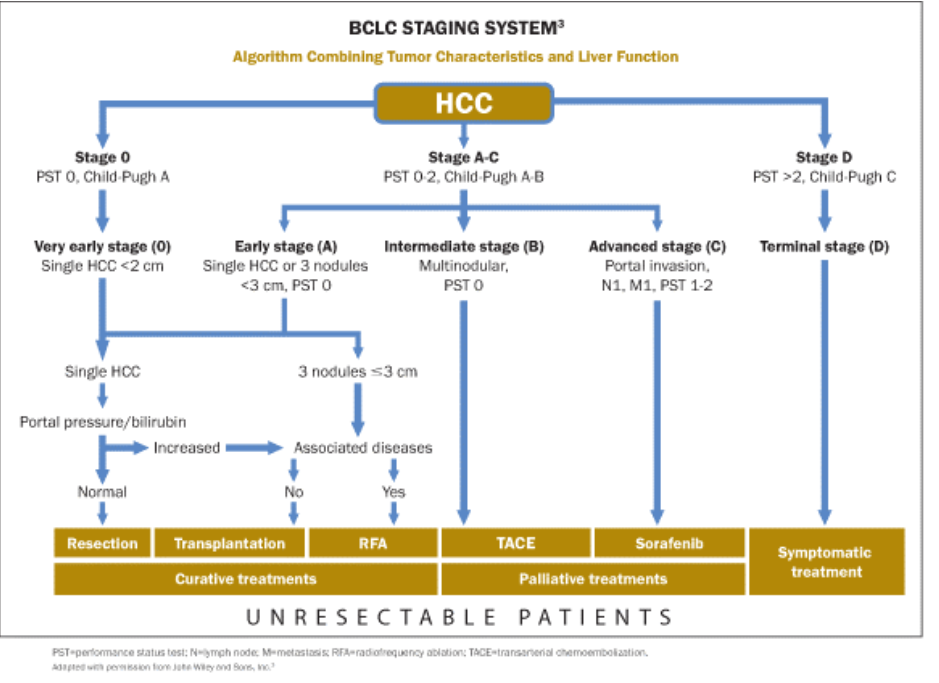 BCLC STAGING SYSTEM³
Algorithm Combining Tumor Characteristics and Liver Function
HCC
Stage 0
PST 0, Child-Pugh A
Stage A-C
PST 0-2, Child-Pugh A-B
Stage D
PST >2, Child-Pugh C
Very early stage (0)
Single HCC <2 cm
Early stage (A)
Single HCC or 3 nodules
<3 cm, PST 0
Intermediate stage (B)
Multinodular,
PST 0
Advanced stage (C)
Portal invasion,
N1, M1, PST 1-2
Terminal stage (D)
Single HCC
3 nodules ≤3 cm
Portal pressure/bilirubin
Increased
Associated diseases
Normal
No
Yes
Resection
Transplantation
RFA
TACE
Sorafenib
Symptomatic
treatment
Curative treatments
Palliative treatments
UNRESECTABLE PATIENTS
PST=performance status test; N=lymph node; M=metastasis; RFA=radiofrequency ablation; TACE=transarterial chemoembolization.
Adapted with permission from John Wiley and Sons, Inc.³